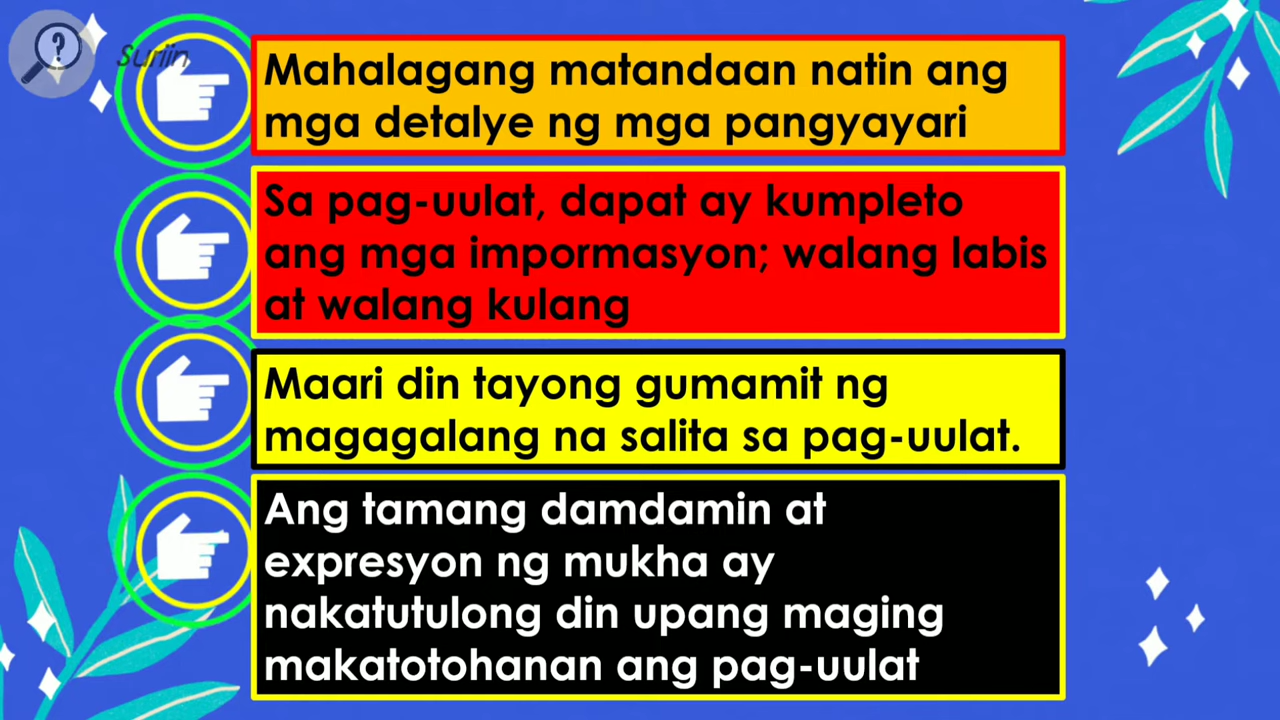 Suriin
Mahalagang matandaan natin ang
mga detalye ng mga pangyayari
Sa pag-uulat, dapat ay kumpleto
ang mga impormasyon; walang labis
at walang kulang
Maari din tayong gumamit ng
magagalang na salita sa pag-uulat.
Ang tamang damdamin at
expresyon ng mukha ay
nakatutulong din upang maging
makatotohanan ang pag-uulat